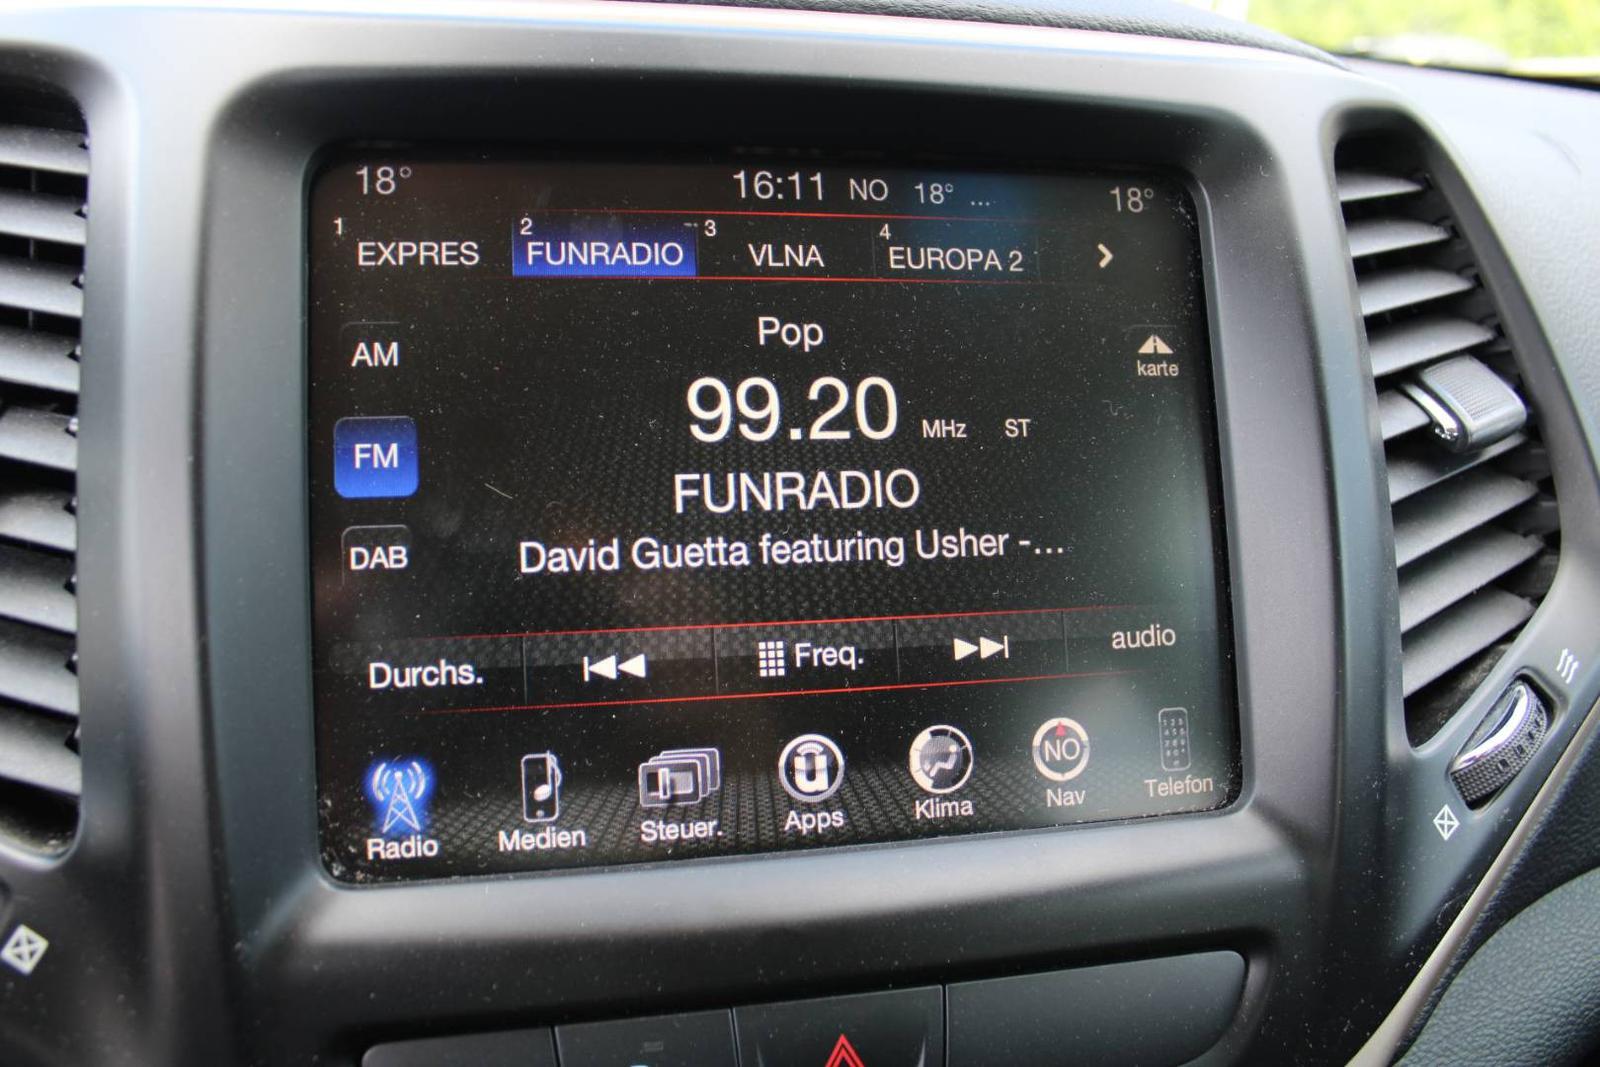 18° 16:11 NO 18° ... 18°
1 EXPRES 2 FUNRADIO 3 VLNA 4 EUROPA 2
Pop
AM
karte
99.20 MHz ST
FM
FUNRADIO
David Guetta featuring Usher -...
DAB
Durchs. Freq. audio
NO
Radio Medien Steuer. Apps Klima Nav Telefon